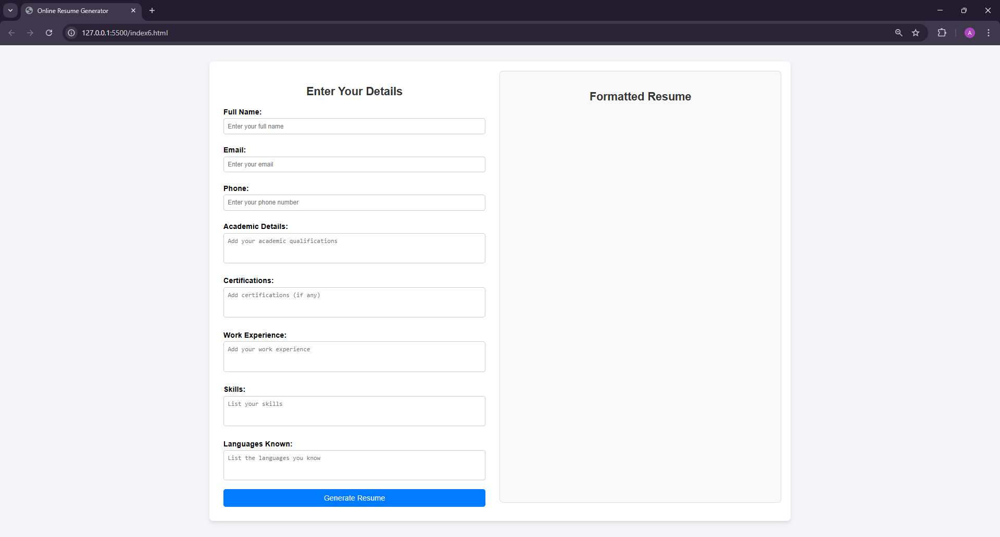 Online Resume Generator
127.0.0.1:5500/index6.html
A
Enter Your Details
Full Name:
Enter your full name
Email:
Enter your email
Phone:
Enter your phone number
Academic Details:
Add your academic qualifications
Certifications:
Add certifications (if any)
Work Experience:
Add your work experience
Skills:
List your skills
Languages Known:
List the languages you know
Generate Resume
Formatted Resume